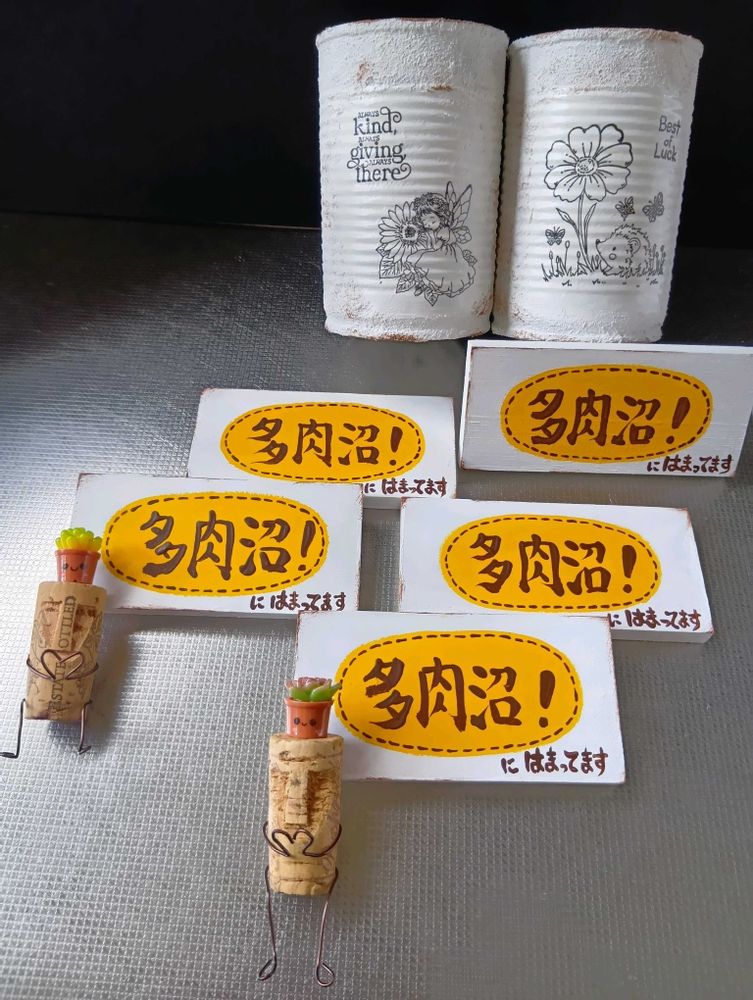 ALWAYS
kind,
ALWAYS
giving,
ALWAYS
there
Best
of
Luck
多肉沼!
に はまってます
多肉沼!
に はまってます
多肉沼!
に はまってます
多肉沼!
に はまってます
多肉沼!
に はまってます